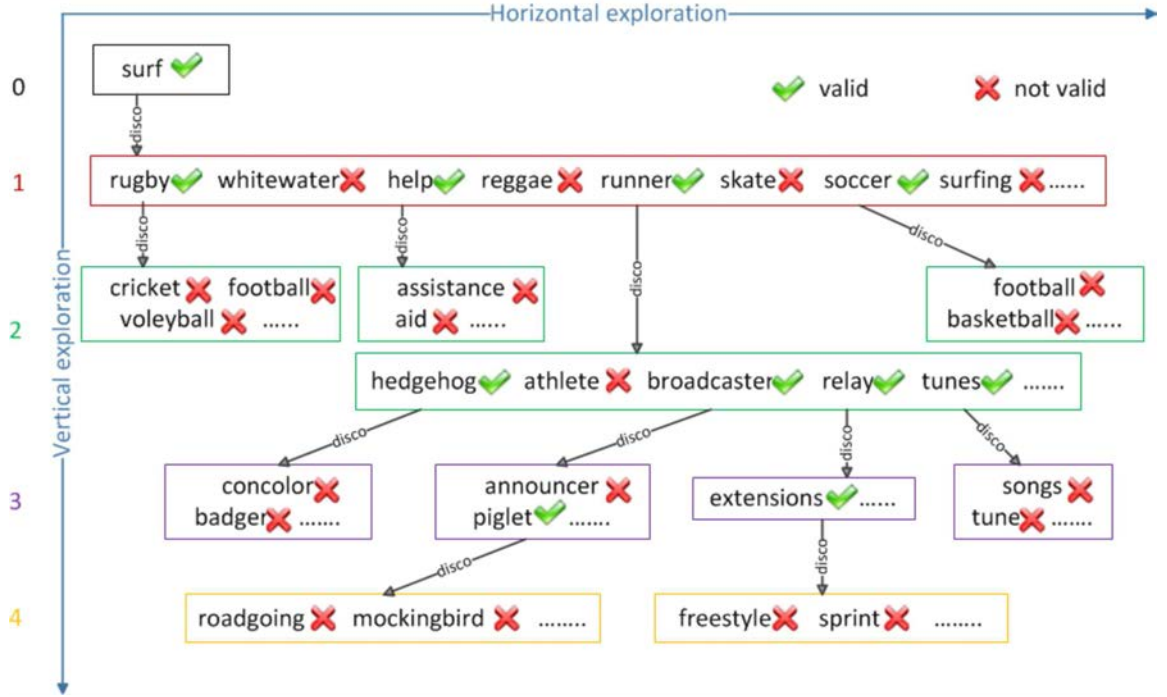 Horizontal exploration
Vertical exploration
0
surf
valid
not valid
disco
1
rugby whitewater help reggae runner skate soccer surfing ......
disco
disco
disco
disco
2
cricket football
voleyball ......
assistance
aid ......
football
basketball ......
hedgehog athlete broadcaster relay tunes .......
disco
disco
disco
disco
3
concolor
badger .......
announcer
piglet .......
extensions ......
songs
tune .......
disco
disco
4
roadgoing mockingbird ........
freestyle sprint ........